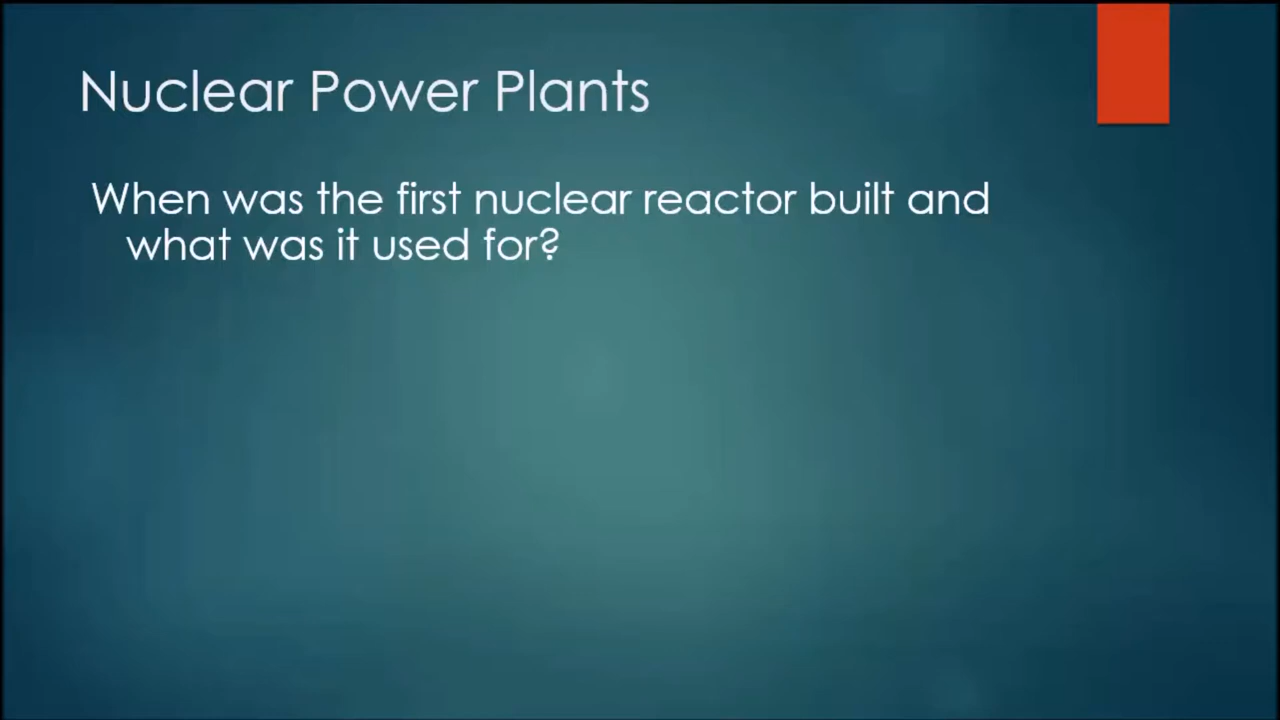 Nuclear Power Plants
When was the first nuclear reactor built and
what was it used for?